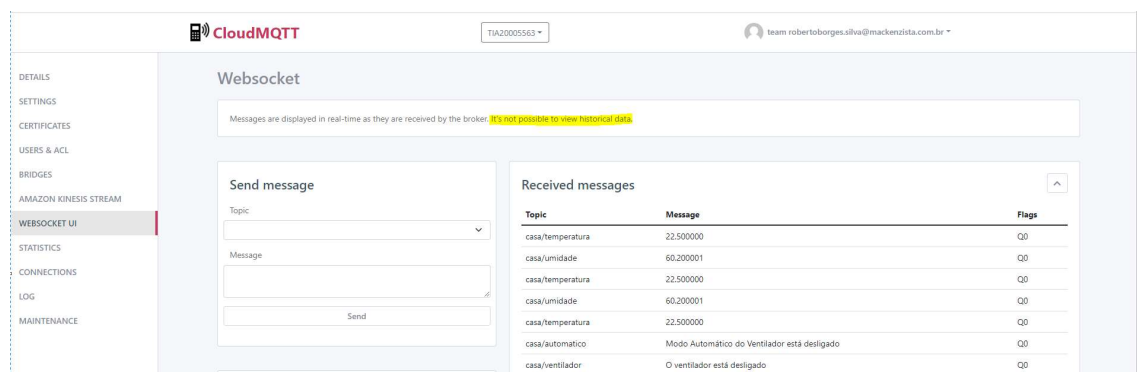 CloudMQTT
TIA20005563
team robertoborges.silva@mackenzista.com.br
DETAILS
SETTINGS
CERTIFICATES
USERS & ACL
BRIDGES
AMAZON KINESIS STREAM
WEBSOCKET UI
STATISTICS
CONNECTIONS
LOG
MAINTENANCE
Websocket
Messages are displayed in real-time as they are received by the broker. It's not possible to view historical data.
Send message
Topic
Message
Send
Received messages
Topic Message Flags
casa/temperatura 22.500000 Q0
casa/umidade 60.200001 Q0
casa/temperatura 22.500000 Q0
casa/umidade 60.200001 Q0
casa/temperatura 22.500000 Q0
casa/automatico Modo Automático do Ventilador está desligado Q0
casa/ventilador O ventilador está desligado Q0